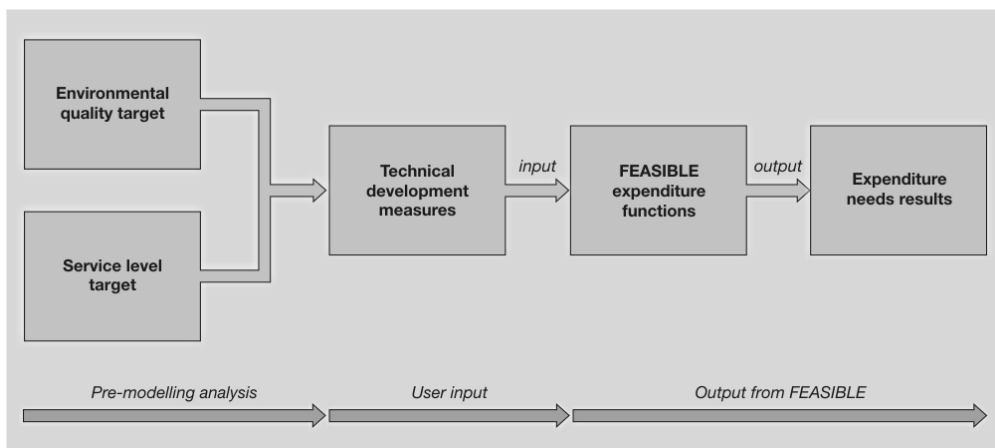 Environmental
quality target
Service level
target
Technical
development
measures
input
FEASIBLE
expenditure
functions
output
Expenditure
needs results
Pre-modelling analysis
User input
Output from FEASIBLE